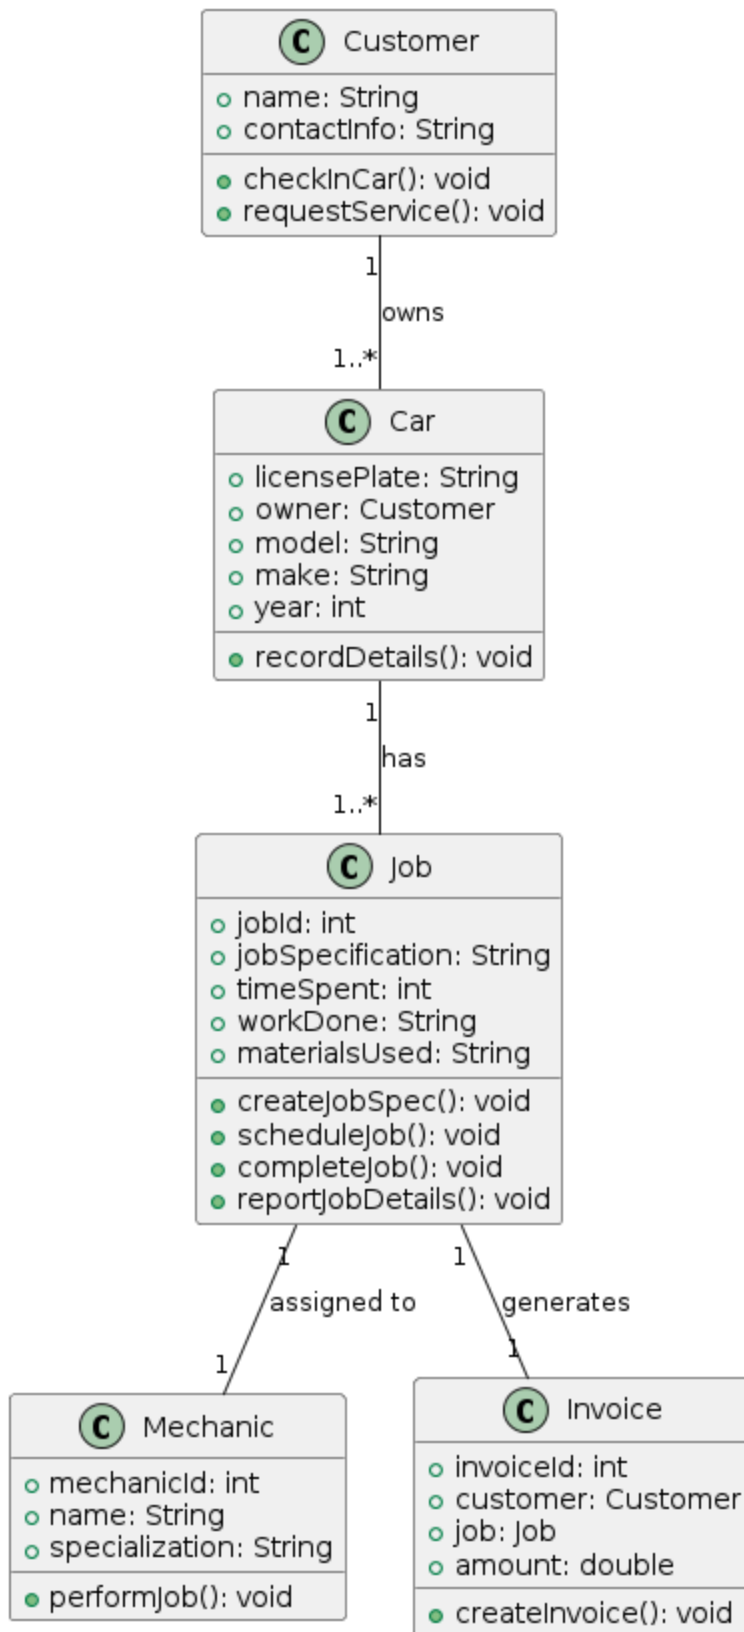 C Customer
name: String
contactInfo: String
checkInCar(): void
requestService(): void
1
owns
1..*
C Car
licensePlate: String
owner: Customer
model: String
make: String
year: int
recordDetails(): void
1
has
1..*
C Job
jobId: int
jobSpecification: String
timeSpent: int
workDone: String
materialsUsed: String
createJobSpec(): void
scheduleJob(): void
completeJob(): void
reportJobDetails(): void
1 1
assigned to generates
1 1
C Mechanic
mechanicId: int
name: String
specialization: String
performJob(): void
C Invoice
invoiceId: int
customer: Customer
job: Job
amount: double
createInvoice(): void